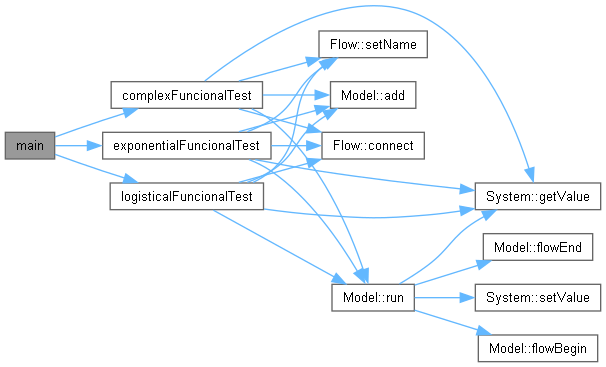 main
complexFuncionalTest
exponentialFuncionalTest
logisticalFuncionalTest
Flow::setName
Model::add
Flow::connect
Model::run
System::getValue
Model::flowEnd
System::setValue
Model::flowBegin